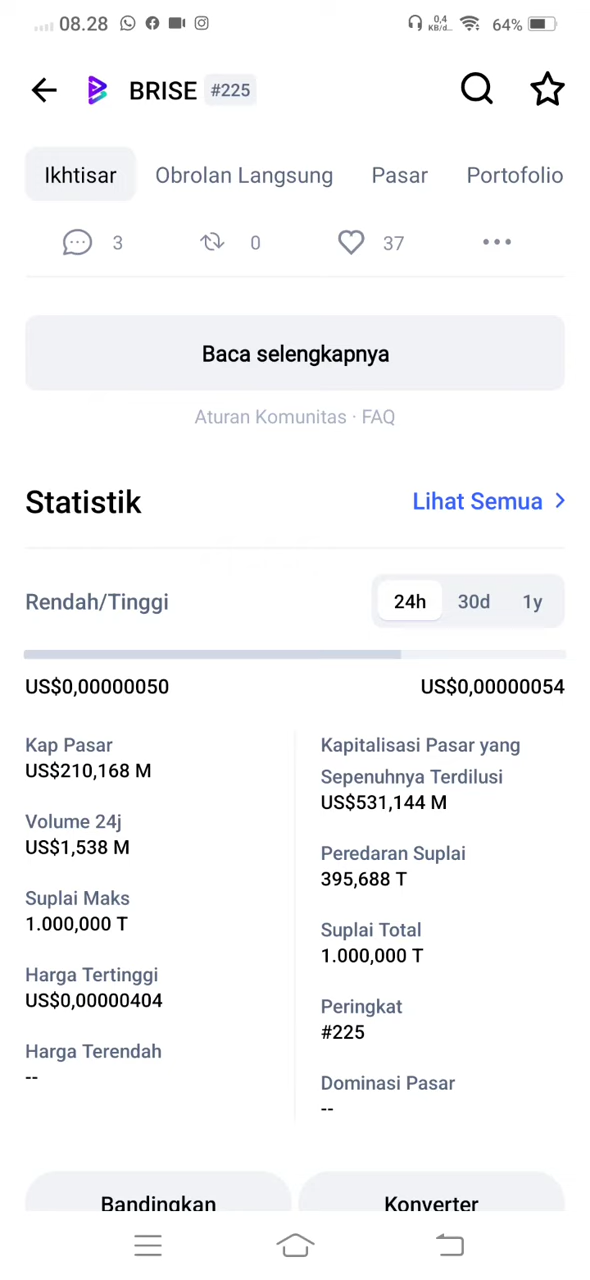 08.28
0,4
KB/d...
64%
BRISE #225
Ikhtisar Obrolan Langsung Pasar Portofolio
3 0 37
Baca selengkapnya
Aturan Komunitas · FAQ
Statistik Lihat Semua
Rendah/Tinggi 24h 30d 1y
US$0,00000050 US$0,00000054
Kap Pasar
US$210,168 M
Volume 24j
US$1,538 M
Suplai Maks
1.000,000 T
Harga Tertinggi
US$0,00000404
Harga Terendah
--
Kapitalisasi Pasar yang
Sepenuhnya Terdilusi
US$531,144 M
Peredaran Suplai
395,688 T
Suplai Total
1.000,000 T
Peringkat
#225
Dominasi Pasar
--
Bandingkan Konverter